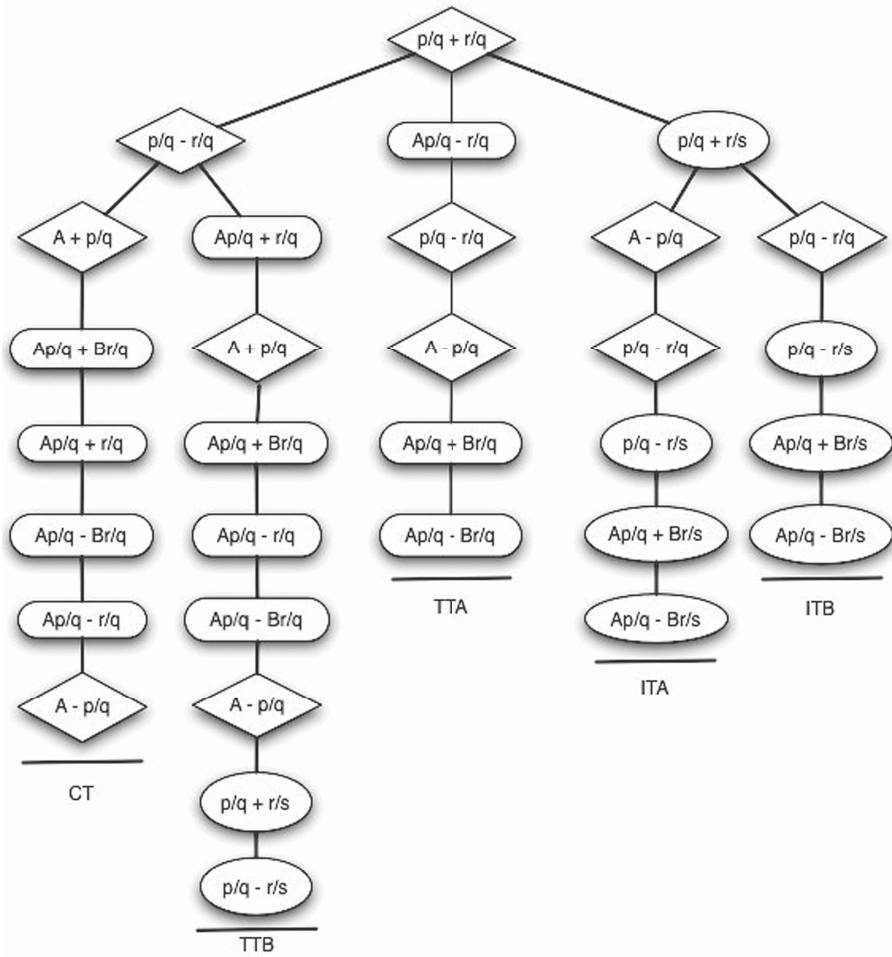 p/q + r/q
p/q - r/q
Ap/q - r/q
p/q + r/s
A + p/q
Ap/q + r/q
p/q - r/q
A - p/q
p/q - r/q
Ap/q + Br/q
A + p/q
A - p/q
p/q - r/q
p/q - r/s
Ap/q + r/q
Ap/q + Br/q
Ap/q + Br/q
p/q - r/s
Ap/q + Br/s
Ap/q - Br/q
Ap/q - r/q
Ap/q - Br/q
Ap/q + Br/s
Ap/q - Br/s
TTA
ITB
Ap/q - r/q
Ap/q - Br/q
Ap/q - Br/s
ITA
A - p/q
A - p/q
CT
p/q + r/s
p/q - r/s
TTB